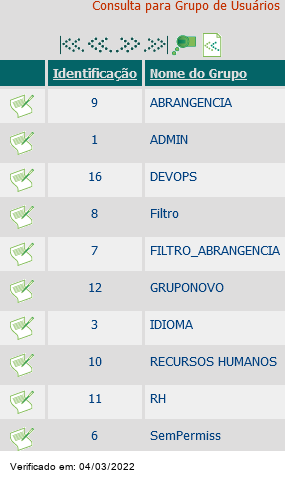 Consulta para Grupo de Usuários
Identificação Nome do Grupo
9 ABRANGENCIA
1 ADMIN
16 DEVOPS
8 Filtro
7 FILTRO_ABRANGENCIA
12 GRUPONOVO
3 IDIOMA
10 RECURSOS HUMANOS
11 RH
6 SemPermiss
Verificado em: 04/03/2022